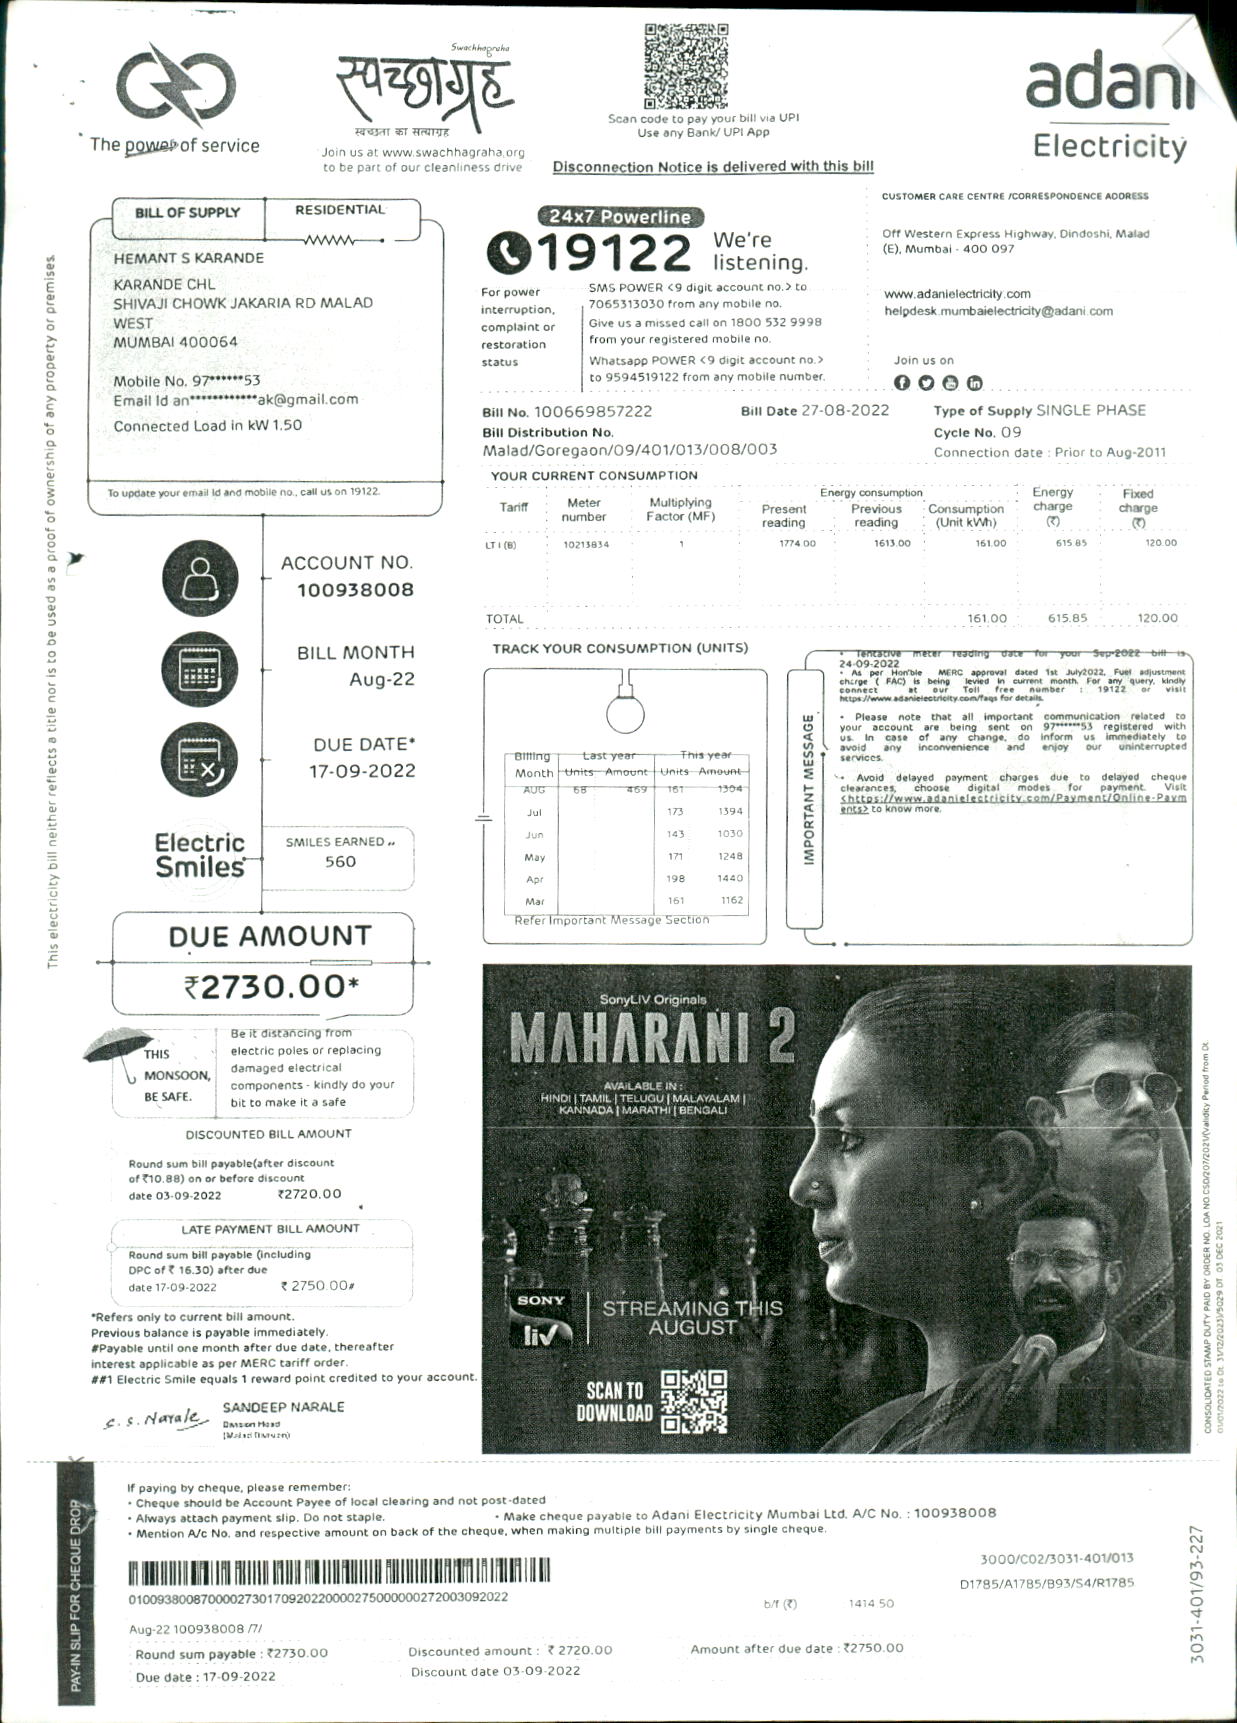 The power of service
Swachhagraha
स्वच्छाग्रह
स्वच्छता का सत्याग्रह
Join us at www.swachhagraha.org
to be part of our cleanliness drive
Scan code to pay your bill via UPI
Use any Bank/ UPI App
Disconnection Notice is delivered with this bill
adani
Electricity
BILL OF SUPPLY
RESIDENTIAL
HEMANT S KARANDE
KARANDE CHL
SHIVAJI CHOWK JAKARIA RD MALAD
WEST
MUMBAI 400064
Mobile No. 97******53
Email Id an************ak@gmail.com
Connected Load in kW 1.50
To update your email Id and mobile no., call us on 19122.
24x7 Powerline
19122 We're
listening.
For power
interruption,
complaint or
restoration
status
SMS POWER <9 digit account no.> to
7065313030 from any mobile no.
Give us a missed call on 1800 532 9998
from your registered mobile no.
Whatsapp POWER <9 digit account no.>
to 9594519122 from any mobile number.
CUSTOMER CARE CENTRE /CORRESPONDENCE ADDRESS
Off Western Express Highway, Dindoshi, Malad
(E), Mumbai - 400 097
www.adanielectricity.com
helpdesk.mumbaielectricity@adani.com
Join us on
Bill No. 100669857222 Bill Date 27-08-2022 Type of Supply SINGLE PHASE
Bill Distribution No. Cycle No. 09
Malad/Goregaon/09/401/013/008/003 Connection date : Prior to Aug-2011
YOUR CURRENT CONSUMPTION
Tariff Meter number Multiplying Factor (MF) Energy consumption Present reading Previous reading Consumption (Unit kWh) Energy charge (₹) Fixed charge (₹)
LT I (B) 10213834 1 1774.00 1613.00 161.00 615.85 120.00
TOTAL 161.00 615.85 120.00
ACCOUNT NO.
100938008
BILL MONTH
Aug-22
DUE DATE*
17-09-2022
Electric
Smiles
SMILES EARNED
560
DUE AMOUNT
₹2730.00*
TRACK YOUR CONSUMPTION (UNITS)
Billing Last year This year
Month Units Amount Units Amount
AUG 68 469 161 1304
Jul 173 1394
Jun 143 1030
May 171 1248
Apr 198 1440
Mar 161 1162
Refer Important Message Section
IMPORTANT MESSAGE
• Tentative meter reading date for your Sep-2022 bill is
24-09-2022
• As per Hon'ble MERC approval dated 1st July2022, Fuel adjustment
charge ( FAC) is being levied in current month. For any query, kindly
connect at our Toll free number : 19122 or visit
https://www.adanielectricity.com/faqs for details.
• Please note that all important communication related to
your account are being sent on 97******53 registered with
us. In case of any change, do inform us immediately to
avoid any inconvenience and enjoy our uninterrupted
services.
• Avoid delayed payment charges due to delayed cheque
clearances, choose digital modes for payment. Visit
<https://www.adanielectricity.com/Payment/Online-Paym
ents> to know more.
THIS
MONSOON,
BE SAFE.
Be it distancing from
electric poles or replacing
damaged electrical
components - kindly do your
bit to make it a safe
DISCOUNTED BILL AMOUNT
Round sum bill payable(after discount
of ₹10.88) on or before discount
date 03-09-2022 ₹2720.00
LATE PAYMENT BILL AMOUNT
Round sum bill payable (including
DPC of ₹ 16.30) after due
date 17-09-2022 ₹ 2750.00#
*Refers only to current bill amount.
Previous balance is payable immediately.
#Payable until one month after due date, thereafter
interest applicable as per MERC tariff order.
##1 Electric Smile equals 1 reward point credited to your account.
C. S. Narale
SANDEEP NARALE
Division Head
(Malad Division)
SonyLIV Originals
MAHARANI 2
AVAILABLE IN :
HINDI | TAMIL | TELUGU | MALAYALAM |
KANNADA | MARATHI | BENGALI
SONY
liv
STREAMING THIS
AUGUST
SCAN TO
DOWNLOAD
This electricity bill neither reflects a title nor is to be used as a proof of ownership of any property or premises.
CONSOLIDATED STAMP DUTY PAID BY ORDER NO. LOA NO.CSD/207/2021/(Validity Period from Dt
01/01/2022 to Dt. 31/12/2023)/5029 DT. 03 DEC 2021
PAY-IN SLIP FOR CHEQUE DROP
If paying by cheque, please remember:
• Cheque should be Account Payee of local clearing and not post-dated
• Always attach payment slip. Do not staple. • Make cheque payable to Adani Electricity Mumbai Ltd. A/C No. : 100938008
• Mention A/c No. and respective amount on back of the cheque, when making multiple bill payments by single cheque.
3000/C02/3031-401/013
D1785/A1785/B93/S4/R1785
b/f (₹) 1414.50
Aug-22 100938008 /7/
Round sum payable : ₹2730.00 Discounted amount : ₹ 2720.00 Amount after due date : ₹2750.00
Due date : 17-09-2022 Discount date 03-09-2022
3031-401/93-227